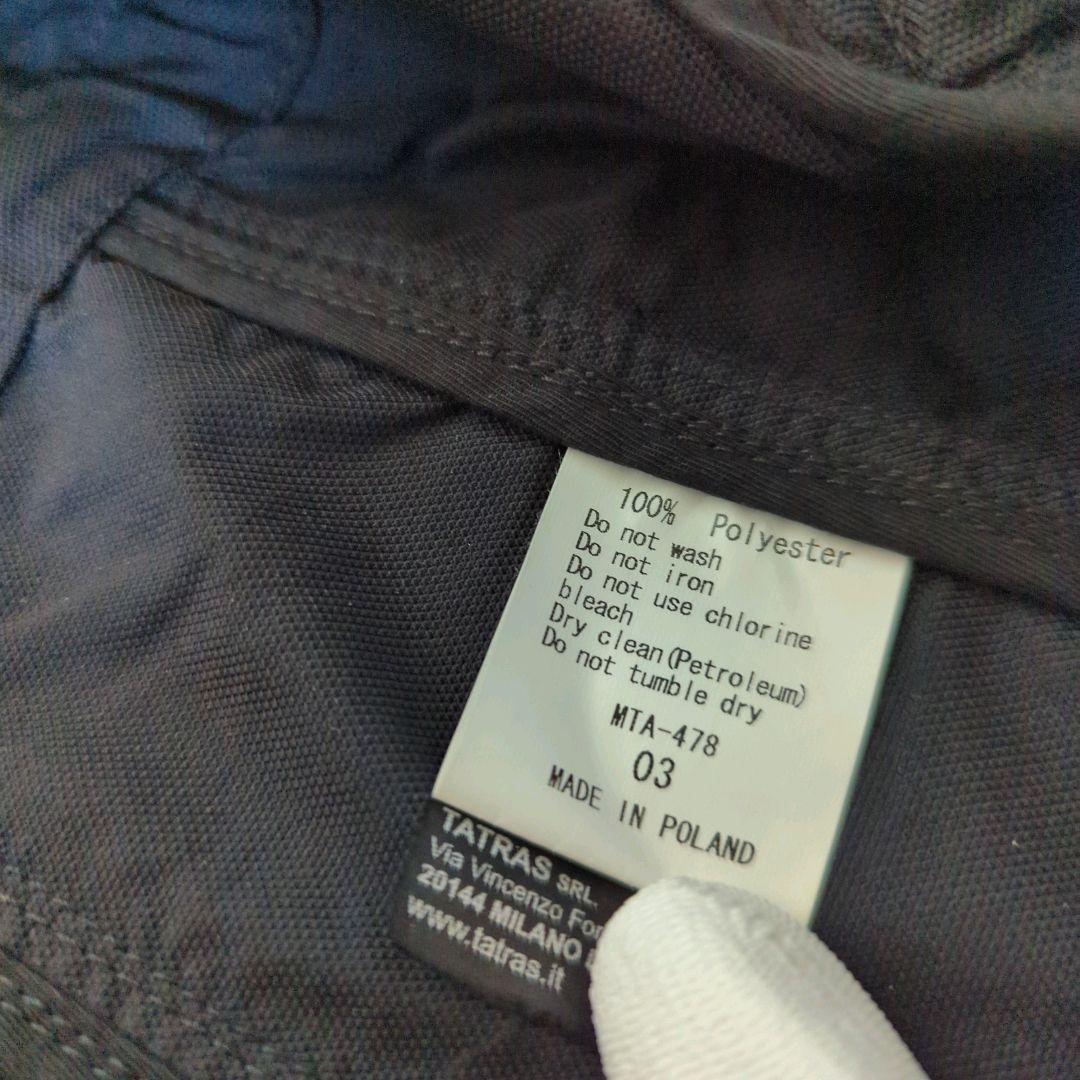 100% Polyester
Do not wash
Do not iron
Do not use chlorine
bleach
Dry clean(Petroleum)
Do not tumble dry
MTA-478
03
MADE IN POLAND
TATRAS SRL.
Via Vincenzo
20144 MILANO
www.tatras.it